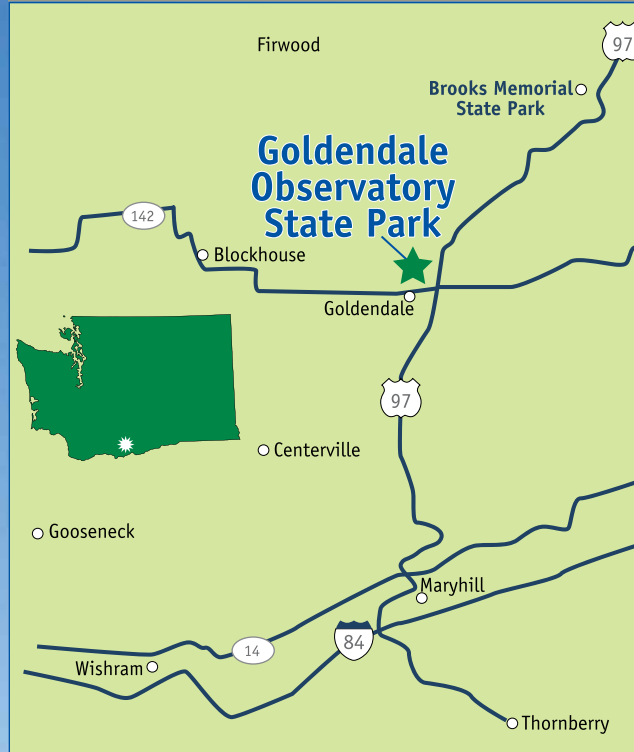 Firwood
97
Brooks Memorial
State Park
Goldendale
Observatory
State Park
142
Blockhouse
Goldendale
97
Centerville
Gooseneck
Maryhill
84
14
Wishram
Thornberry